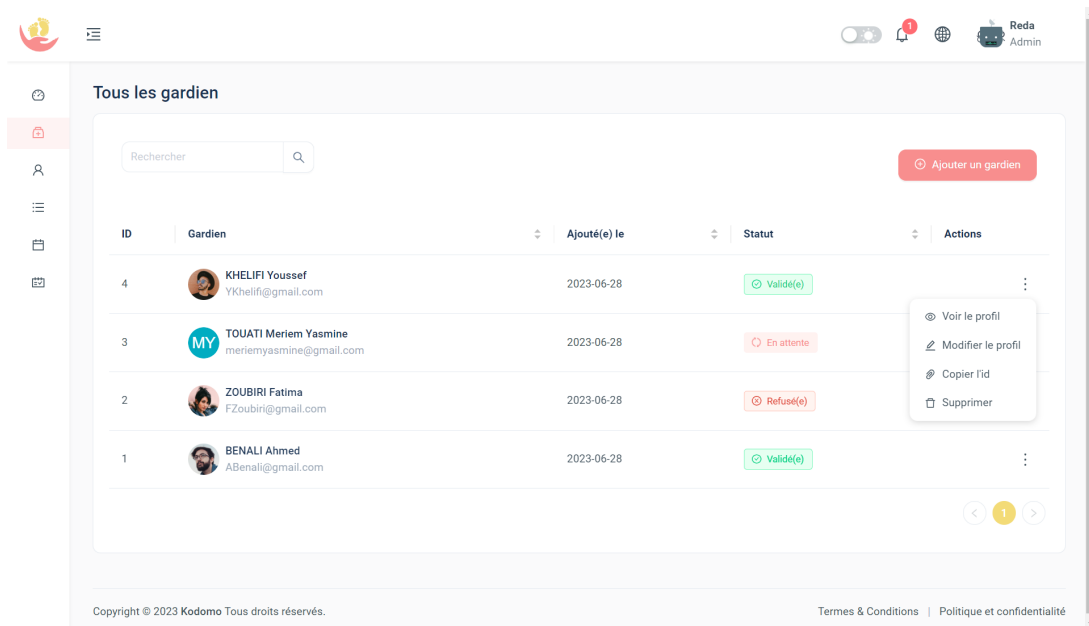 1
Reda
Admin
Tous les gardien
Rechercher
Ajouter un gardien
ID Gardien Ajouté(e) le Statut Actions
4 KHELIFI Youssef 2023-06-28 Validé(e)
YKhelifi@gmail.com
Voir le profil
Modifier le profil
Copier l'id
Supprimer
3 MY TOUATI Meriem Yasmine 2023-06-28 En attente
meriemyasmine@gmail.com
2 ZOUBIRI Fatima 2023-06-28 Refusé(e)
FZoubiri@gmail.com
1 BENALI Ahmed 2023-06-28 Validé(e)
ABenali@gmail.com
< 1 >
Copyright © 2023 Kodomo Tous droits réservés. Termes & Conditions | Politique et confidentialité